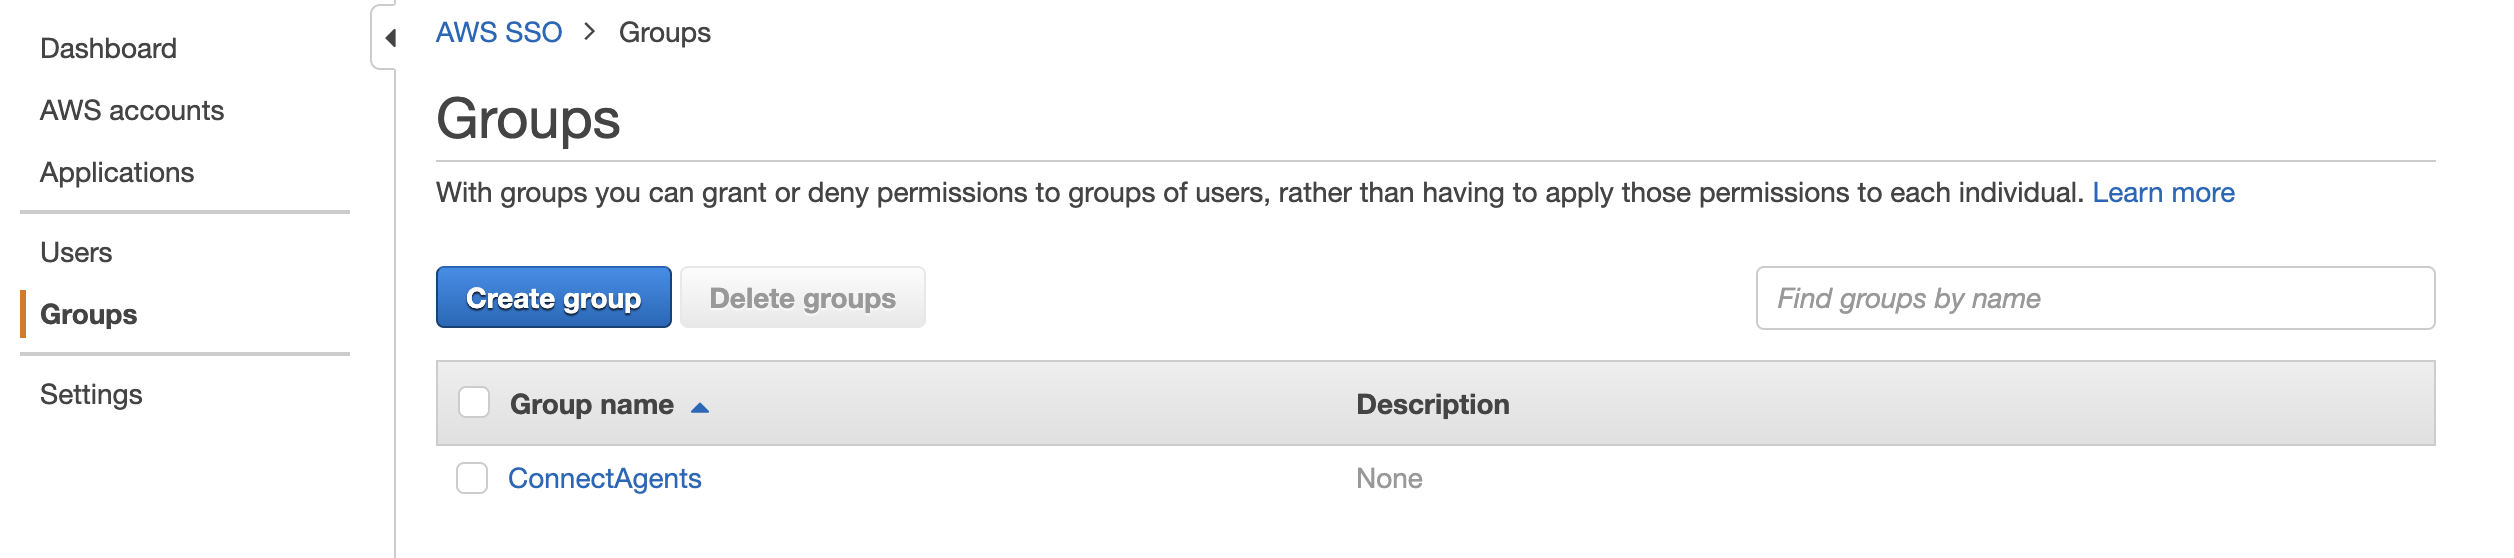 Dashboard
AWS accounts
Applications
Users
Groups
Settings
AWS SSO > Groups
Groups
With groups you can grant or deny permissions to groups of users, rather than having to apply those permissions to each individual. Learn more
Create group Delete groups Find groups by name
Group name Description
ConnectAgents None